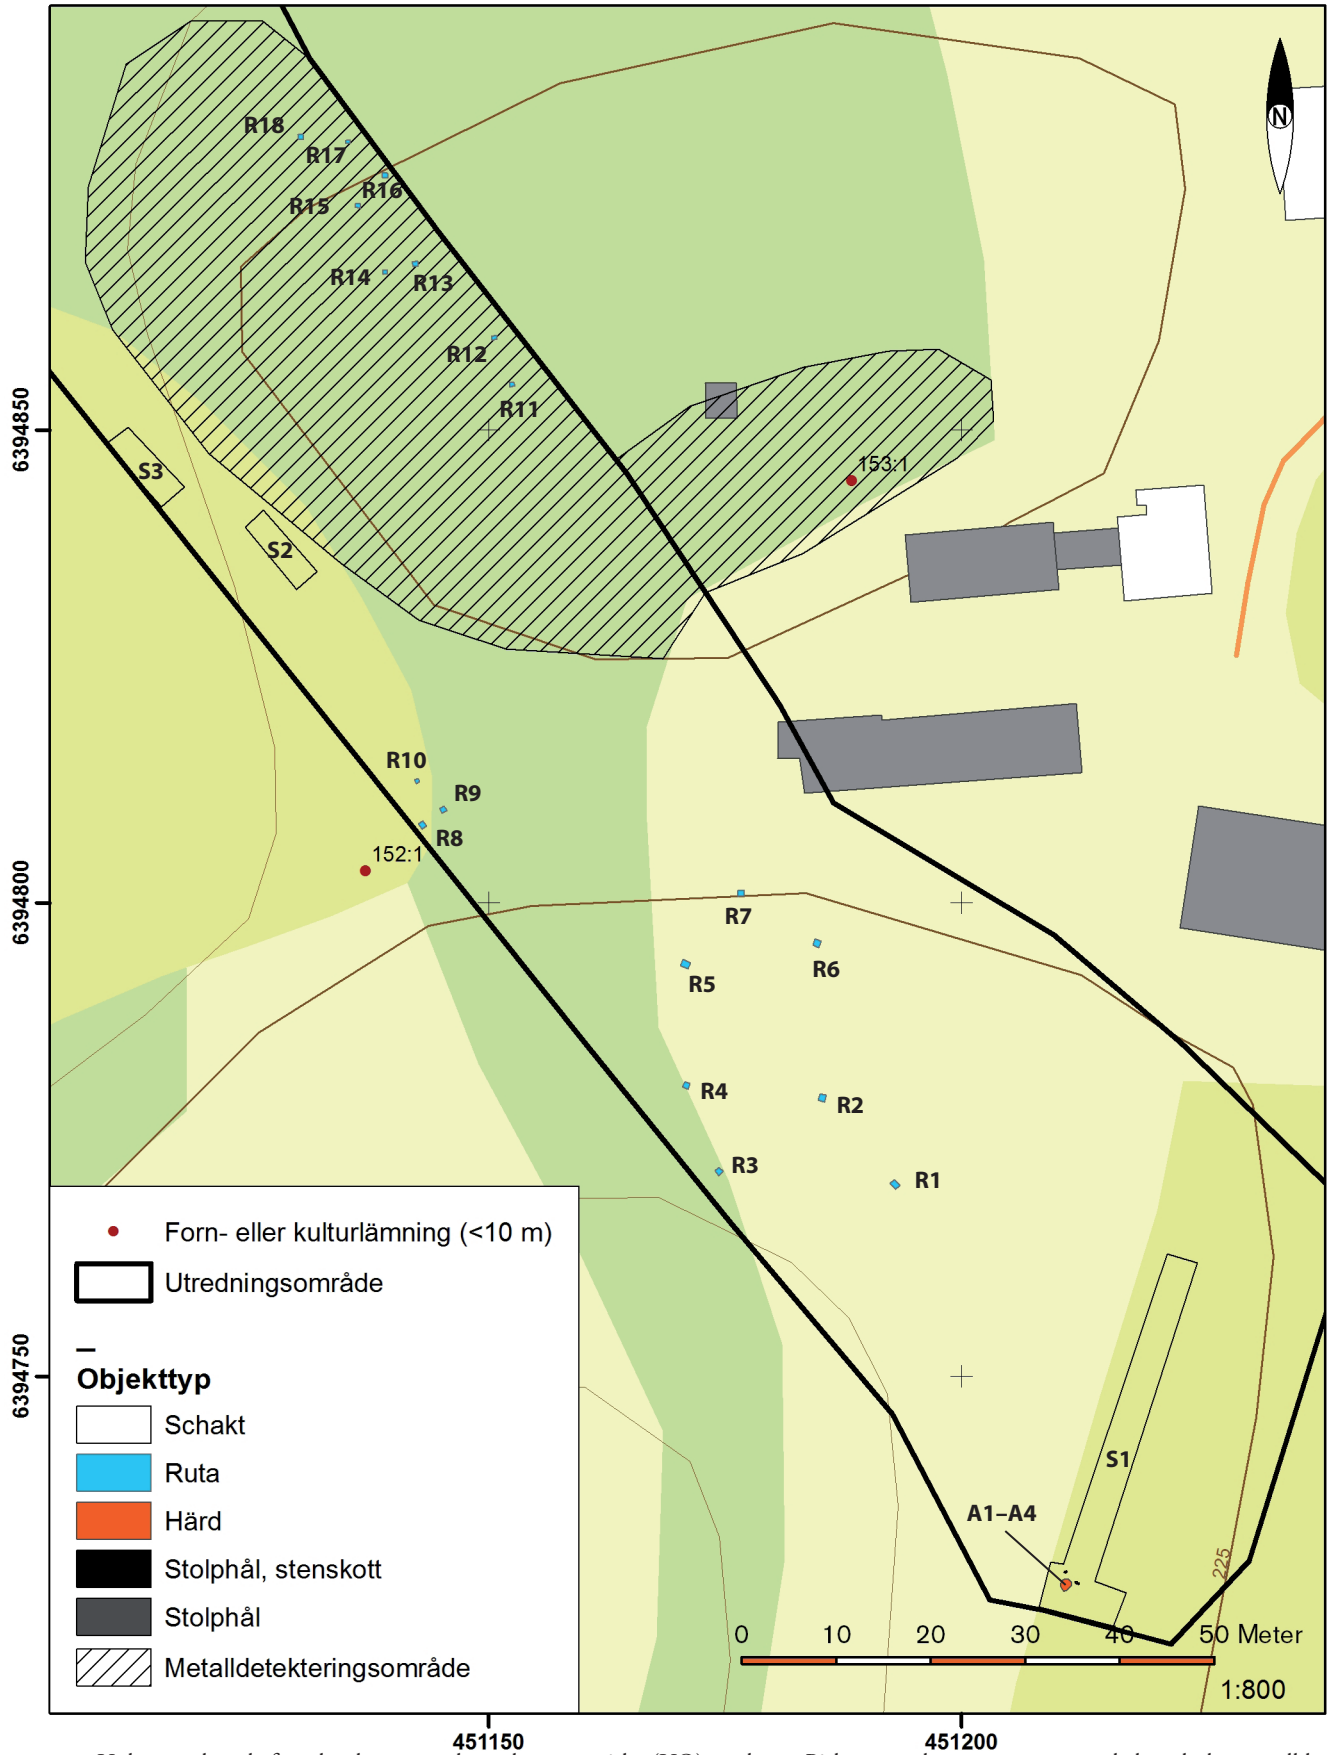 N
R18
R17
R16
R15
R14
R13
R12
R11
6394850
153:1
S3
S2
R10
R9
R8
152:1
6394800
R7
R6
R5
R4
R2
R3
R1
Forn- eller kulturlämning (<10 m)
Utredningsområde
Objekttyp
Schakt
Ruta
Härd
Stolphål, stenskott
Stolphål
Metalldetekteringsområde
6394750
S1
A1–A4
225
0 10 20 30 40 50 Meter
1:800
451150
451200